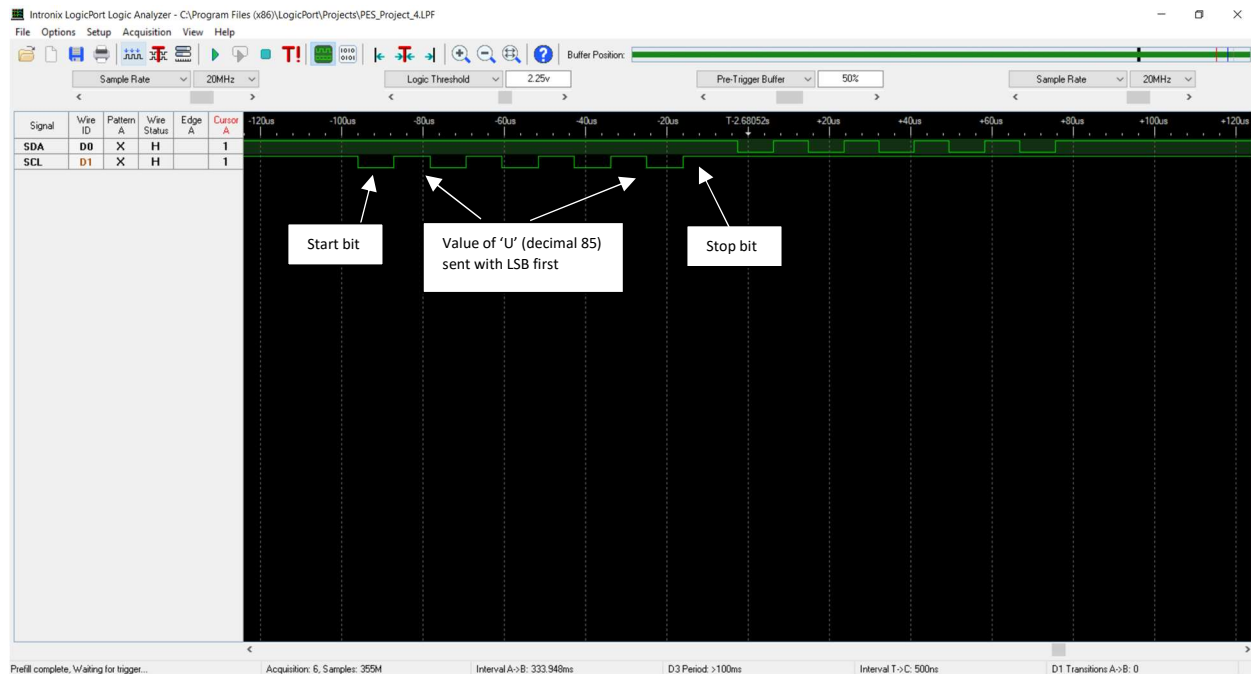 Intronix LogicPort Logic Analyzer - C:\Program Files (x86)\LogicPort\Projects\PES_Project_4.LPF
File Options Setup Acquisition View Help
T! 1010 0101 ? Buffer Position:
Sample Rate 20MHz Logic Threshold 2.25v Pre-Trigger Buffer 50% Sample Rate 20MHz
Signal Wire ID Pattern A Wire Status Edge A Cursor A -120us -100us -80us -60us -40us -20us T-2.68052s +20us +40us +60us +80us +100us +120us
SDA D0 X H 1
SCL D1 X H 1
Start bit
Value of ‘U’ (decimal 85)
sent with LSB first
Stop bit
Prefill complete, Waiting for trigger... Acquisition: 6, Samples: 355M Interval A->B: 333.948ms D3 Period: >100ms Interval T->C: 500ns D1 Transitions A->B: 0